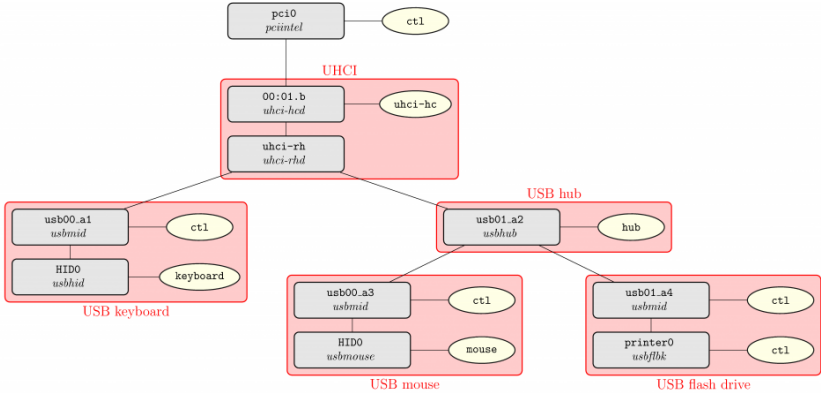 pci0
pciintel
ctl
UHCI
00:01.b
uhci-hcd
uhci-hc
uhci-rh
uhci-rhd
USB hub
usb00_a1
usbmid
ctl
usb01_a2
usbhub
hub
HID0
usbhid
keyboard
USB keyboard
usb00_a3
usbmid
ctl
usb01_a4
usbmid
ctl
HID0
usbmouse
mouse
printer0
usbflbk
ctl
USB mouse
USB flash drive